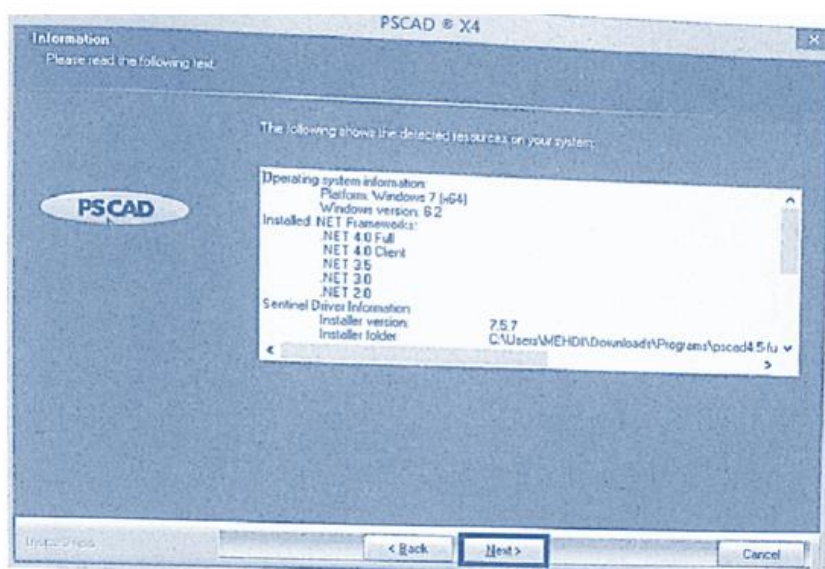 PSCAD ® X4
Information
Please read the following text.
The following shows the detected resources on your system:
PSCAD
Operating system information:
Platform: Windows 7 (x64)
Windows version: 6.2
Installed .NET Frameworks:
.NET 4.0 Full
.NET 4.0 Client
.NET 3.5
.NET 3.0
.NET 2.0
Sentinel Driver Information
Installer version: 7.5.7
Installer folder C:\Users\MEHDI\Downloads\Programs\pscad4.5-fu
< Back
Next >
Cancel